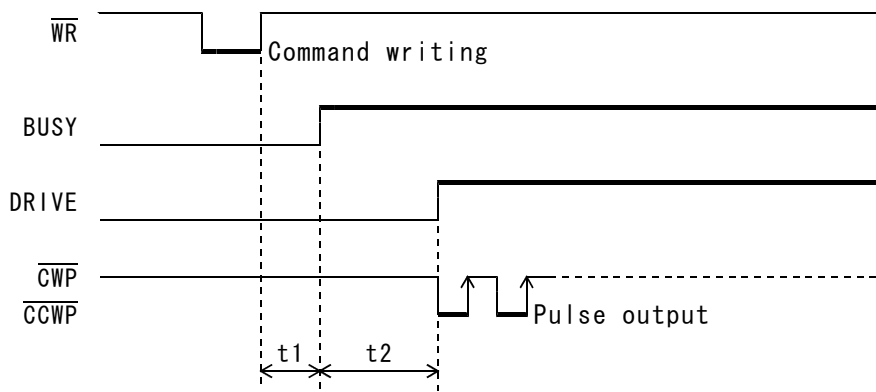 WR
Command writing
BUSY
DRIVE
CWP
CCWP
Pulse output
t1
t2